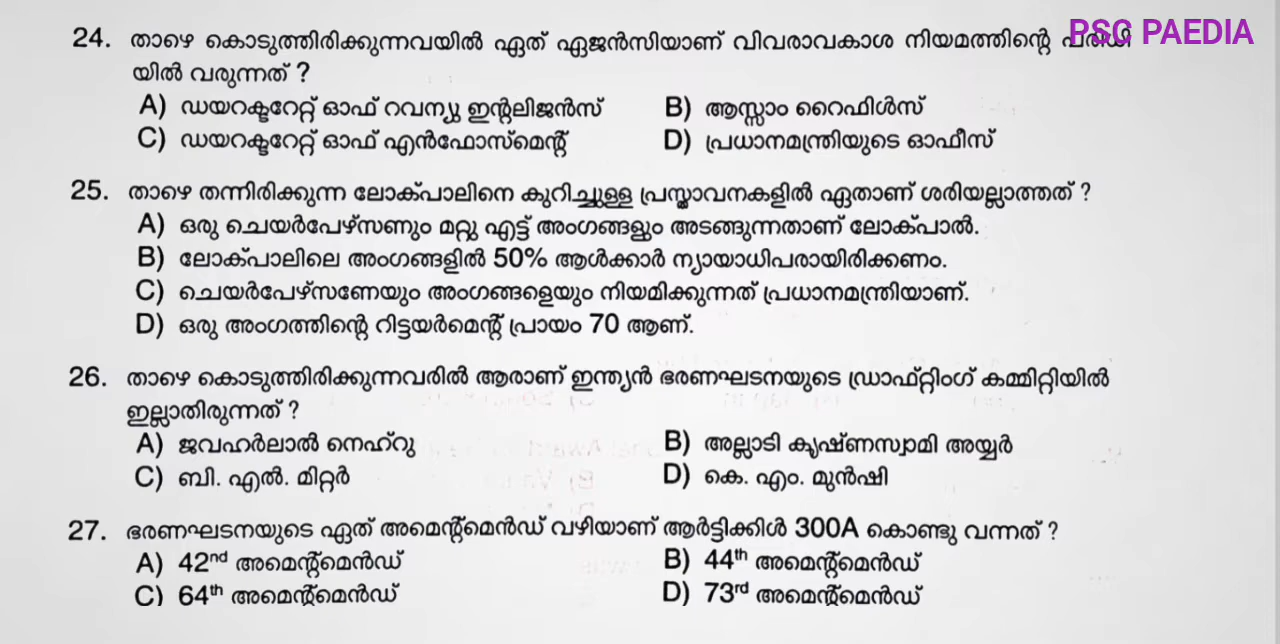 PSC PAEDIA
24. താഴെ കൊടുത്തിരിക്കുന്നവയിൽ ഏത് ഏജൻസിയാണ് വിവരാവകാശ നിയമത്തിന്റെ പരിധി
യിൽ വരുന്നത് ?
A) ഡയറക്ടറേറ്റ് ഓഫ് റവന്യു ഇന്റലിജൻസ് B) ആസ്സാം റൈഫിൾസ്
C) ഡയറക്ടറേറ്റ് ഓഫ് എൻഫോസ്മെന്റ് D) പ്രധാനമന്ത്രിയുടെ ഓഫീസ്
25. താഴെ തന്നിരിക്കുന്ന ലോക്പാലിനെ കുറിച്ചുള്ള പ്രസ്താവനകളിൽ ഏതാണ് ശരിയല്ലാത്തത് ?
A) ഒരു ചെയർപേഴ്സണും മറ്റു എട്ട് അംഗങ്ങളും അടങ്ങുന്നതാണ് ലോക്പാൽ.
B) ലോക്പാലിലെ അംഗങ്ങളിൽ 50% ആൾക്കാർ ന്യായാധിപരായിരിക്കണം.
C) ചെയർപേഴ്സണേയും അംഗങ്ങളെയും നിയമിക്കുന്നത് പ്രധാനമന്ത്രിയാണ്.
D) ഒരു അംഗത്തിന്റെ റിട്ടയർമെന്റ് പ്രായം 70 ആണ്.
26. താഴെ കൊടുത്തിരിക്കുന്നവരിൽ ആരാണ് ഇന്ത്യൻ ഭരണഘടനയുടെ ഡ്രാഫ്റ്റിംഗ് കമ്മിറ്റിയിൽ
ഇല്ലാതിരുന്നത് ?
A) ജവഹർലാൽ നെഹ്റു B) അല്ലാടി കൃഷ്ണസ്വാമി അയ്യർ
C) ബി. എൽ. മിറ്റർ D) കെ. എം. മുൻഷി
27. ഭരണഘടനയുടെ ഏത് അമെന്റ്മെൻഡ് വഴിയാണ് ആർട്ടിക്കിൾ 300A കൊണ്ടു വന്നത് ?
A) 42nd അമെന്റ്മെൻഡ് B) 44th അമെന്റ്മെൻഡ്
C) 64th അമെന്റ്മെൻഡ് D) 73rd അമെന്റ്മെൻഡ്